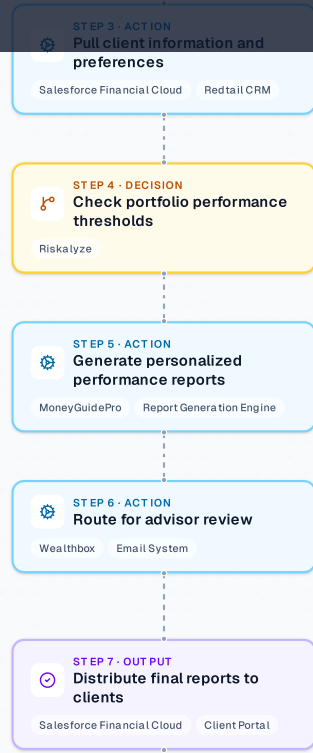 STEP 3 · ACTION
Pull client information and
preferences
Salesforce Financial Cloud Redtail CRM
STEP 4 · DECISION
Check portfolio performance
thresholds
Riskalyze
STEP 5 · ACTION
Generate personalized
performance reports
MoneyGuidePro Report Generation Engine
STEP 6 · ACTION
Route for advisor review
Wealthbox Email System
STEP 7 · OUTPUT
Distribute final reports to
clients
Salesforce Financial Cloud Client Portal